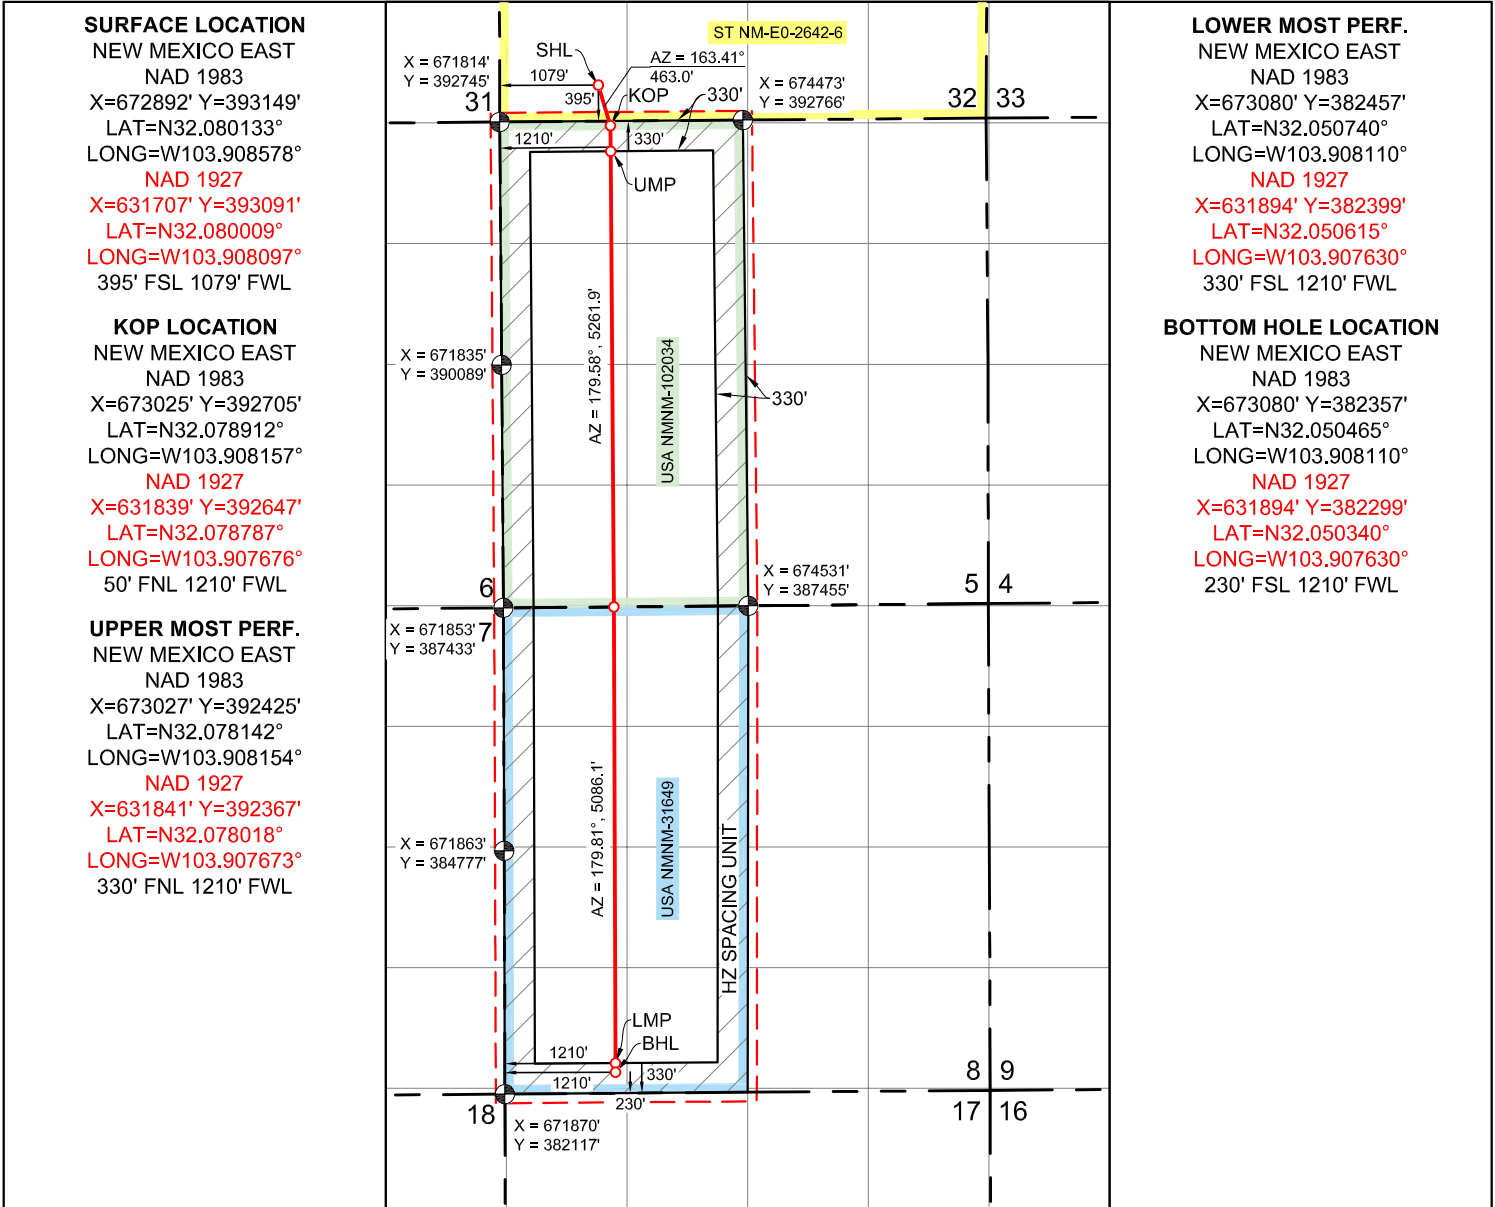 SURFACE LOCATION
NEW MEXICO EAST
NAD 1983
X=672892' Y=393149'
LAT=N32.080133°
LONG=W103.908578°
NAD 1927
X=631707' Y=393091'
LAT=N32.080009°
LONG=W103.908097°
395' FSL 1079' FWL
KOP LOCATION
NEW MEXICO EAST
NAD 1983
X=673025' Y=392705'
LAT=N32.078912°
LONG=W103.908157°
NAD 1927
X=631839' Y=392647'
LAT=N32.078787°
LONG=W103.907676°
50' FNL 1210' FWL
UPPER MOST PERF.
NEW MEXICO EAST
NAD 1983
X=673027' Y=392425'
LAT=N32.078142°
LONG=W103.908154°
NAD 1927
X=631841' Y=392367'
LAT=N32.078018°
LONG=W103.907673°
330' FNL 1210' FWL
ST NM-E0-2642-6
SHL
X = 671814'
Y = 392745'
1079'
AZ = 163.41°
463.0'
X = 674473'
Y = 392766'
31
395'
KOP
330'
32
33
1210'
330'
UMP
AZ = 179.58°, 5261.9'
USA NMNM-102034
X = 671835'
Y = 390089'
330'
X = 674531'
Y = 387455'
6
5
4
X = 671853'
Y = 387433'
7
AZ = 179.81°, 5086.1'
USA NMNM-31649
HZ SPACING UNIT
X = 671863'
Y = 384777'
LMP
BHL
1210'
1210'
330'
230'
8
9
18
17
16
X = 671870'
Y = 382117'
LOWER MOST PERF.
NEW MEXICO EAST
NAD 1983
X=673080' Y=382457'
LAT=N32.050740°
LONG=W103.908110°
NAD 1927
X=631894' Y=382399'
LAT=N32.050615°
LONG=W103.907630°
330' FSL 1210' FWL
BOTTOM HOLE LOCATION
NEW MEXICO EAST
NAD 1983
X=673080' Y=382357'
LAT=N32.050465°
LONG=W103.908110°
NAD 1927
X=631894' Y=382299'
LAT=N32.050340°
LONG=W103.907630°
230' FSL 1210' FWL